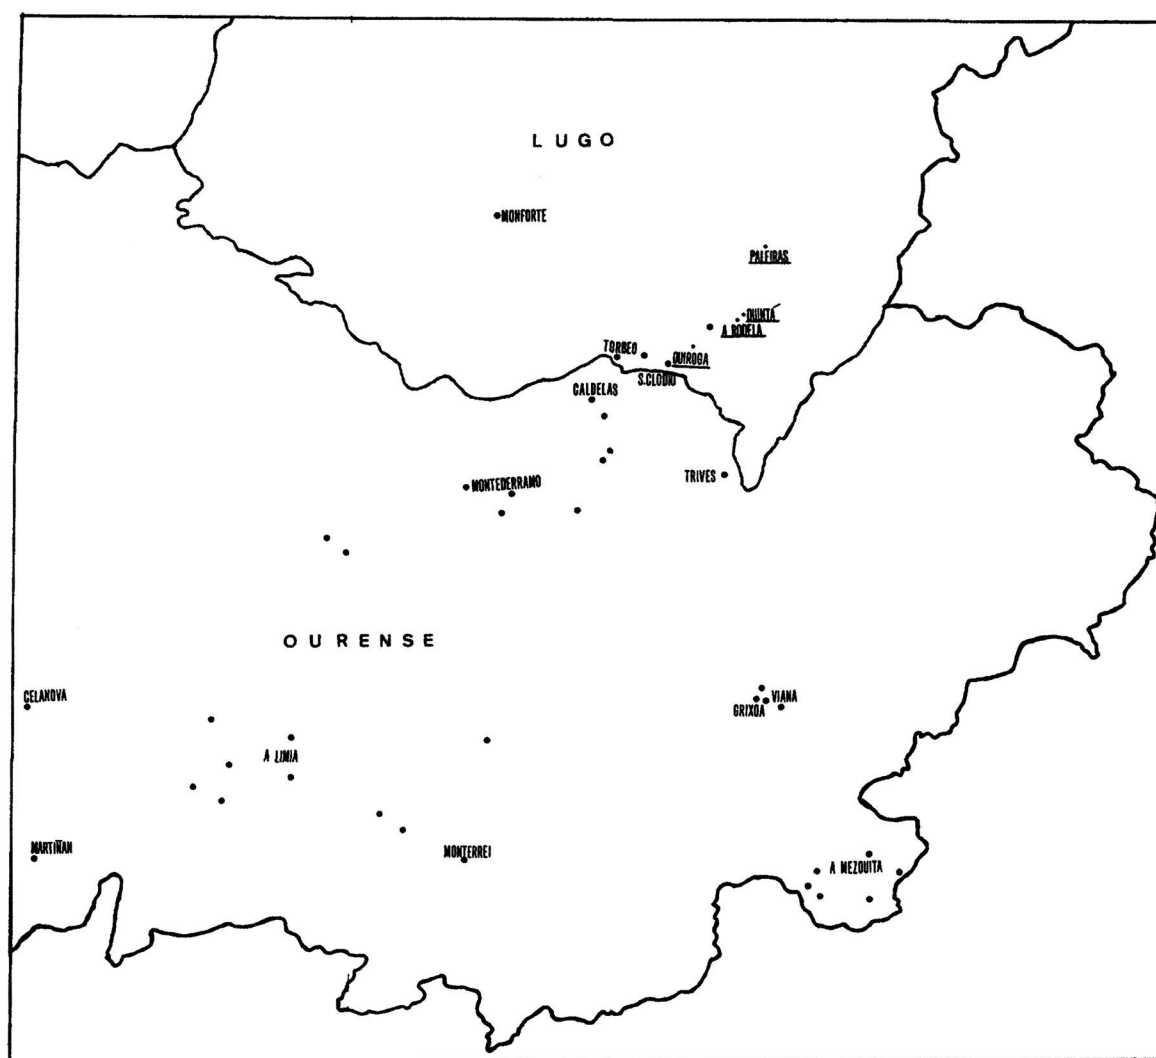 LUGO
MONFORTE
PALEIRAS
QUINTÁ
A RODELA
TORBEO
QUIROGA
S.CLODIO
CALDELAS
TRIVES
MONTEDERRAMO
OURENSE
CELANOVA
VIANA
GRIXOA
A LIMIA
MARTIÑAN
MONTERREI
A MEZQUITA